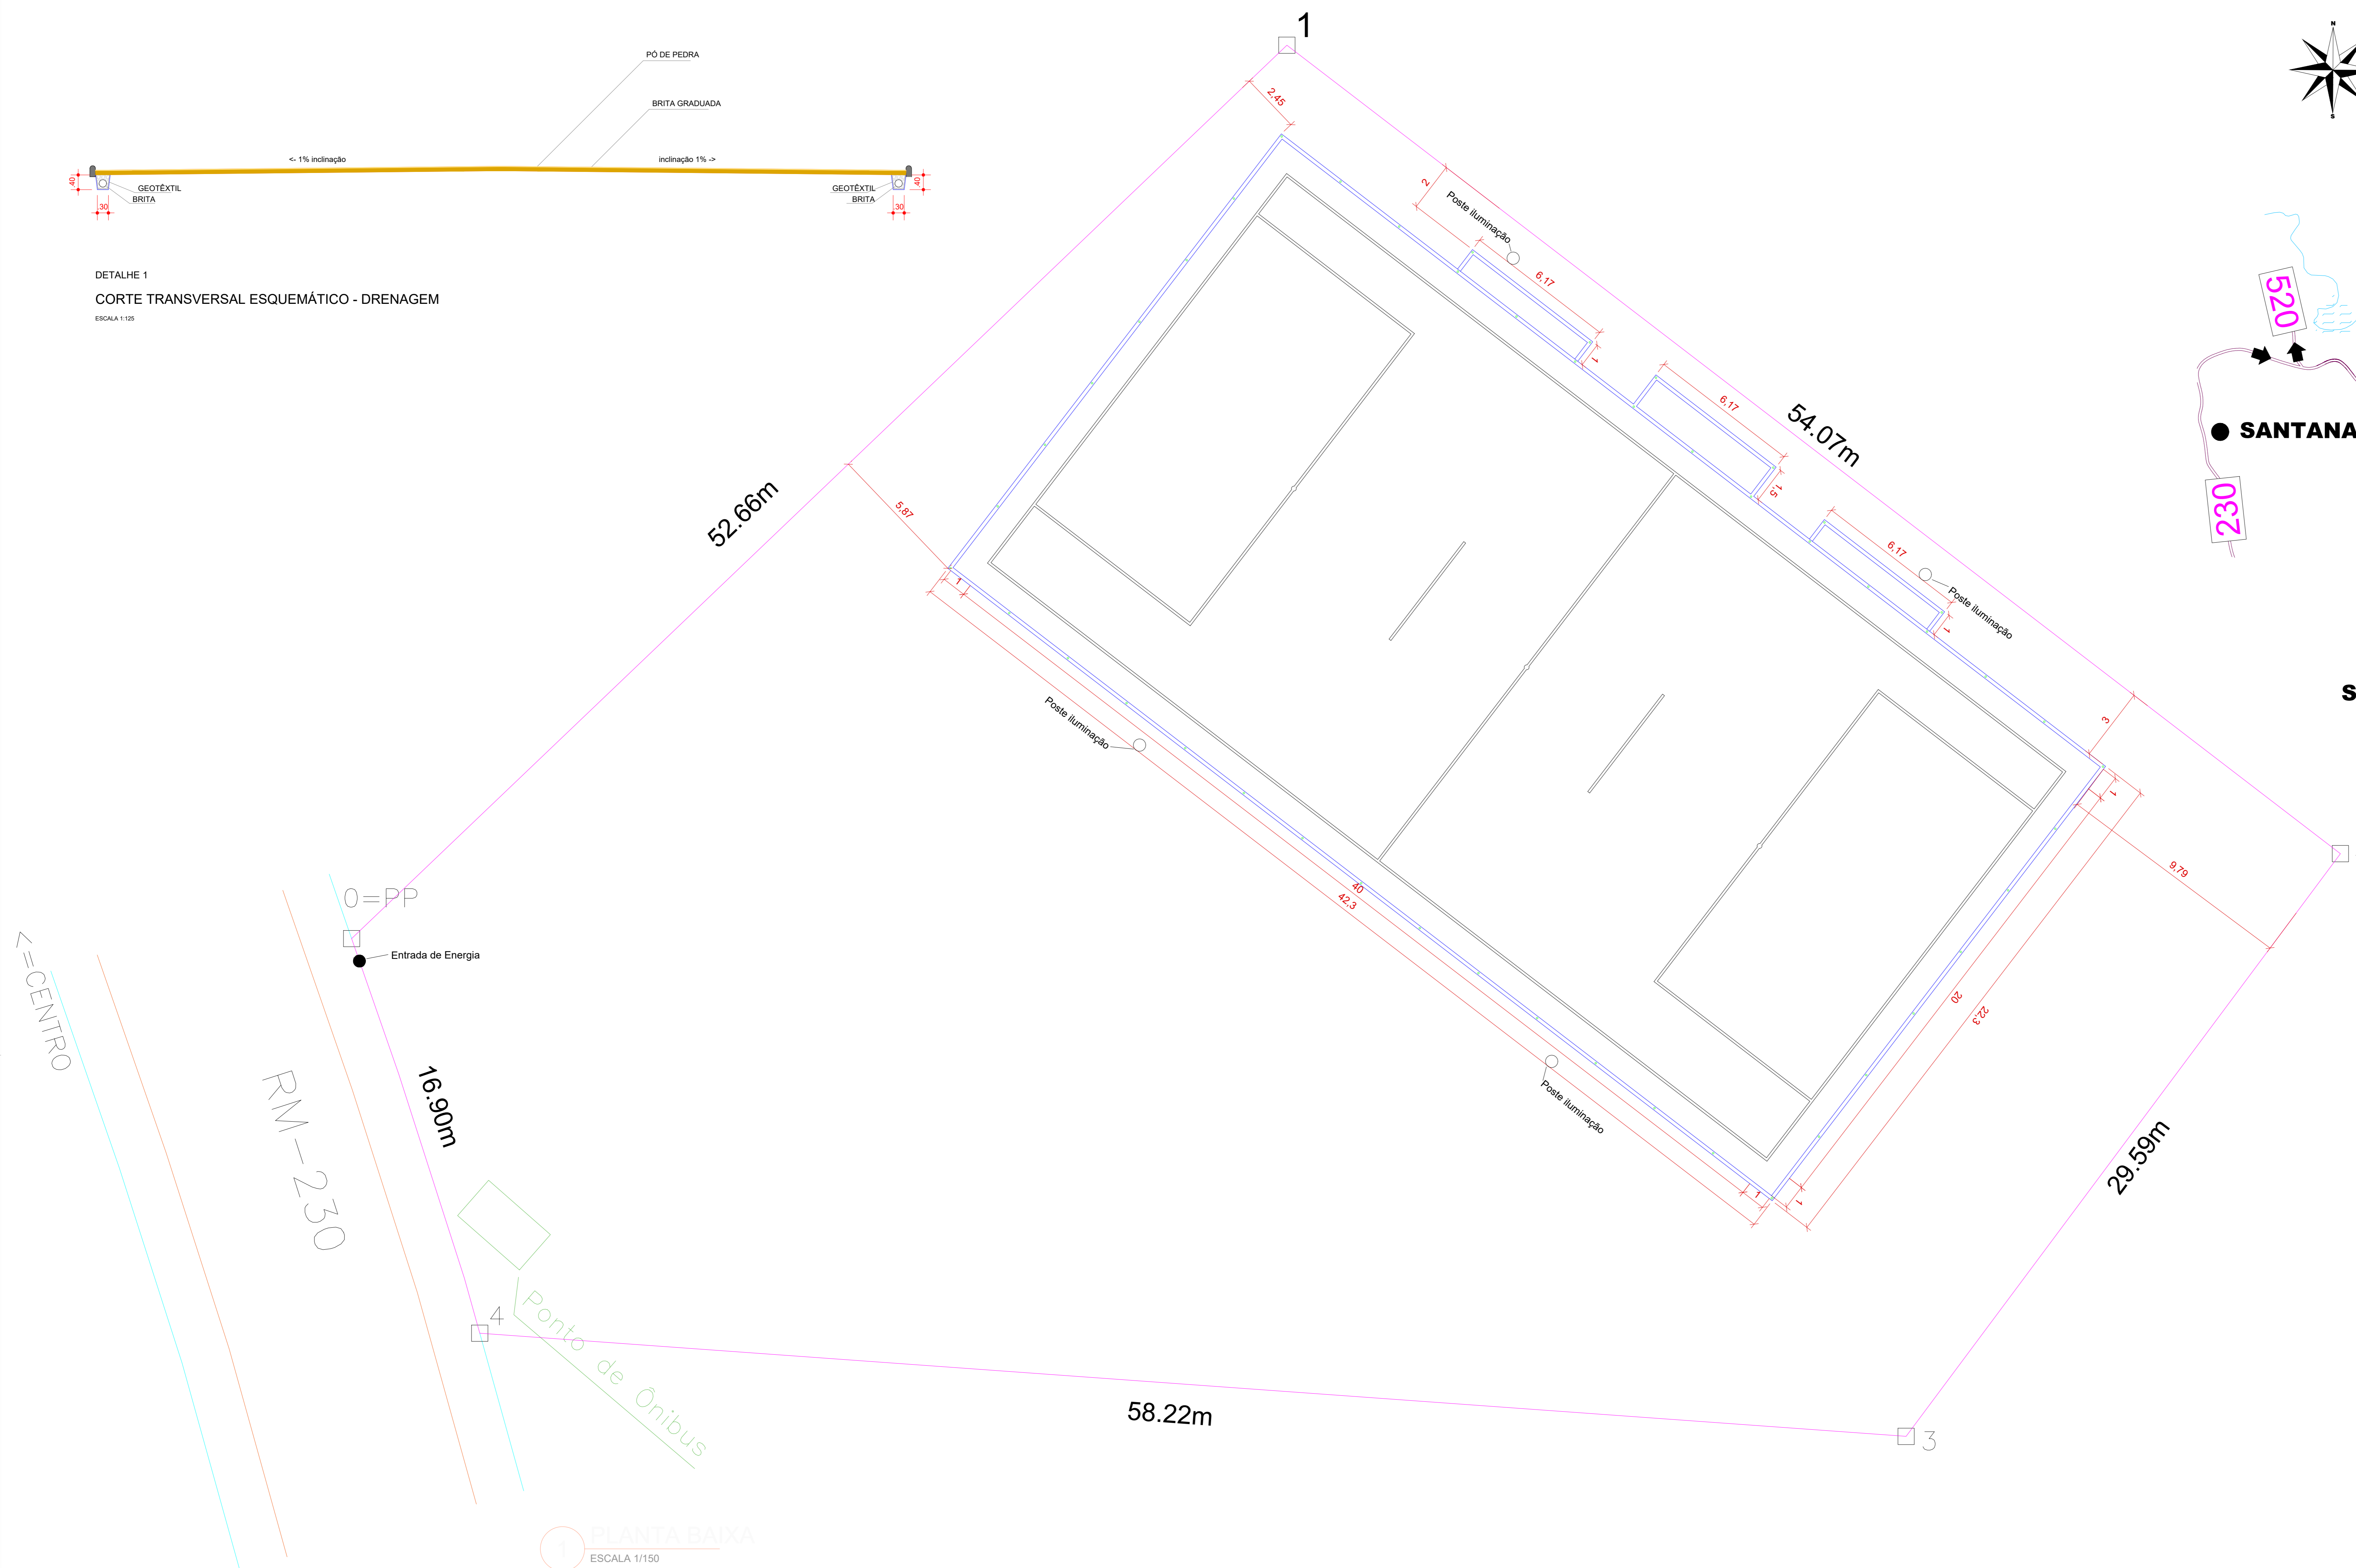 1
N
S
PÓ DE PEDRA
BRITA GRADUADA
<- 1% inclinação
inclinação 1% ->
,40
GEOTÊXTIL
BRITA
,30
GEOTÊXTIL
BRITA
,40
,30
DETALHE 1
CORTE TRANSVERSAL ESQUEMÁTICO - DRENAGEM
ESCALA 1:125
2,45
2
Poste iluminação
6,17
1
6,17
1,5
54.07m
6,17
1
Poste iluminação
520
SANTANA
230
S
52.66m
5,87
1
Poste iluminação
3
1
9,79
40
42,3
20
22,3
0=PP
Entrada de Energia
<=CENTRO
RM-230
16.90m
1
1
Poste iluminação
29.59m
4
Ponto de Ônibus
58.22m
3
1
PLANTA BAIXA
ESCALA 1/150